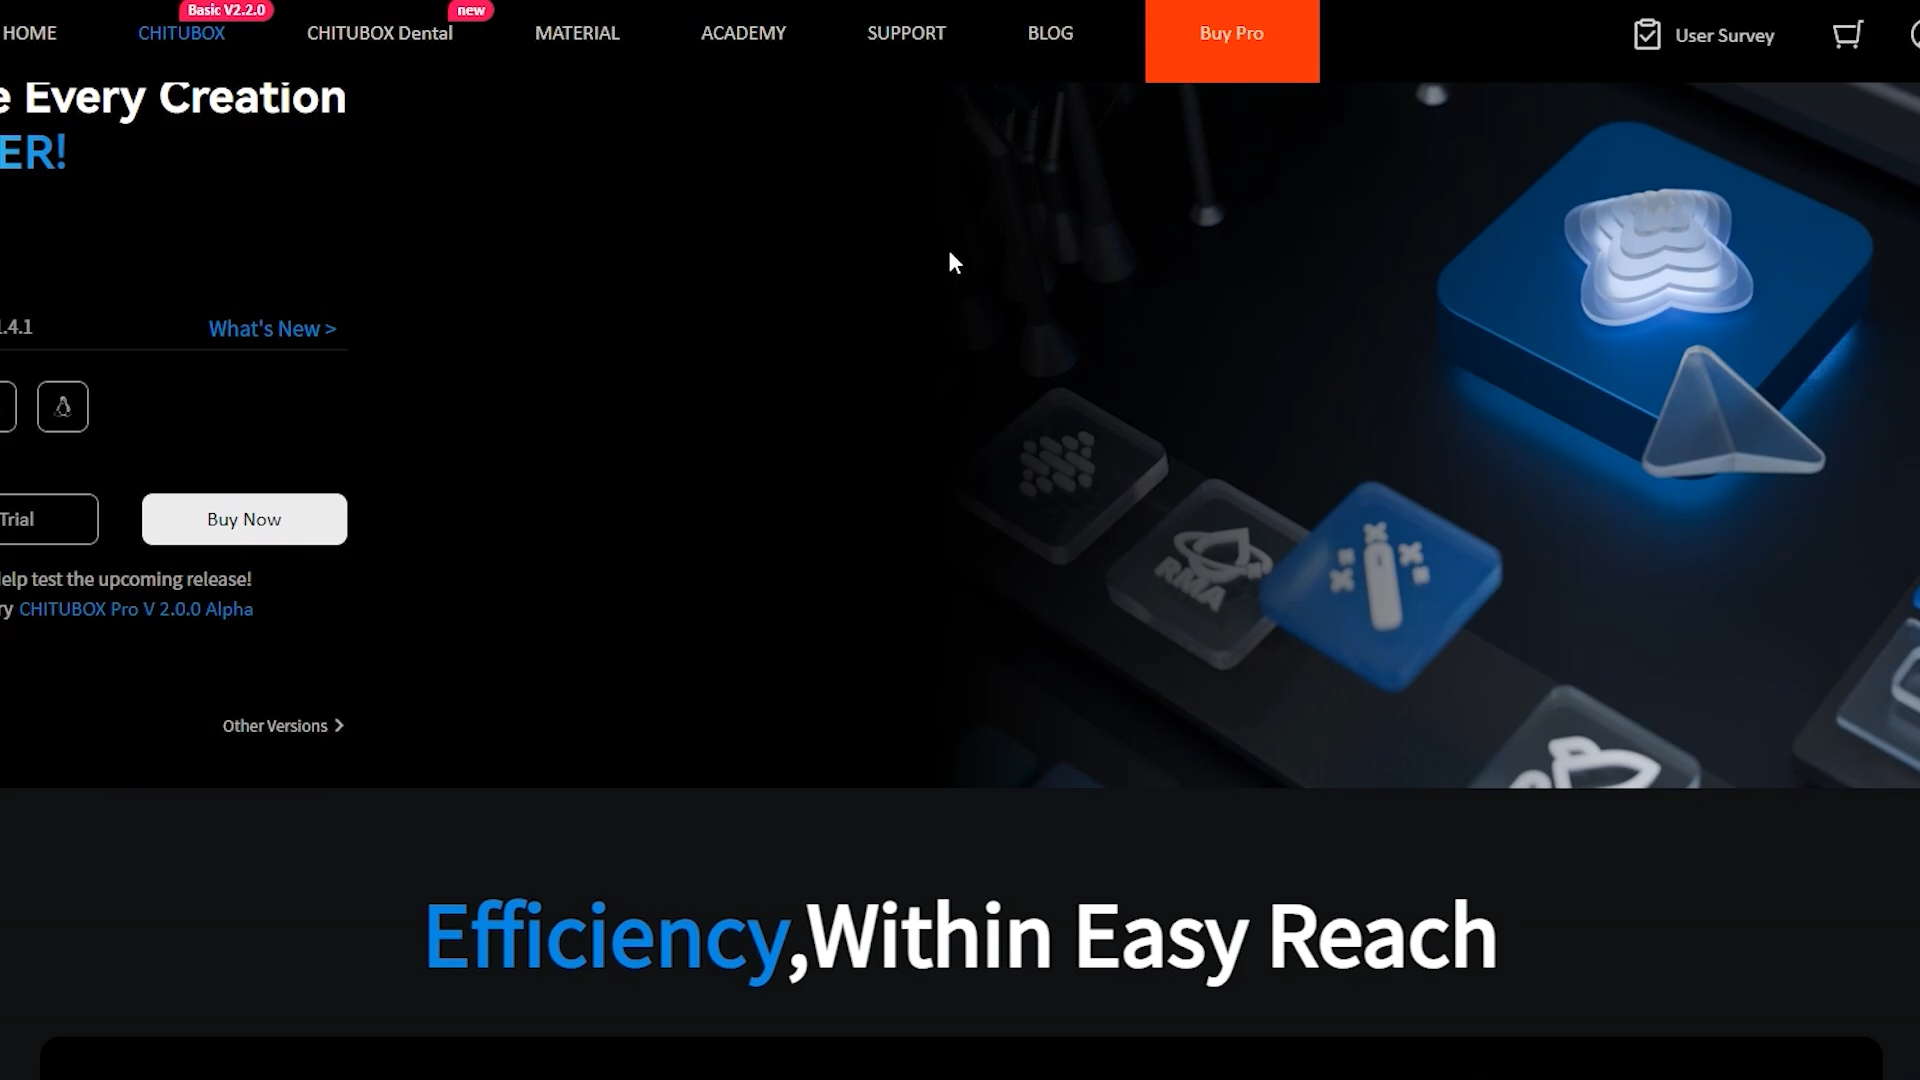 Basic V2.2.0
new
HOME
CHITUBOX
CHITUBOX Dental
MATERIAL
ACADEMY
SUPPORT
BLOG
Buy Pro
User Survey
e Every Creation
ER!
.4.1
What's New >
Trial
Buy Now
elp test the upcoming release!
ry CHITUBOX Pro V 2.0.0 Alpha
Other Versions
RMA
Efficiency,Within Easy Reach